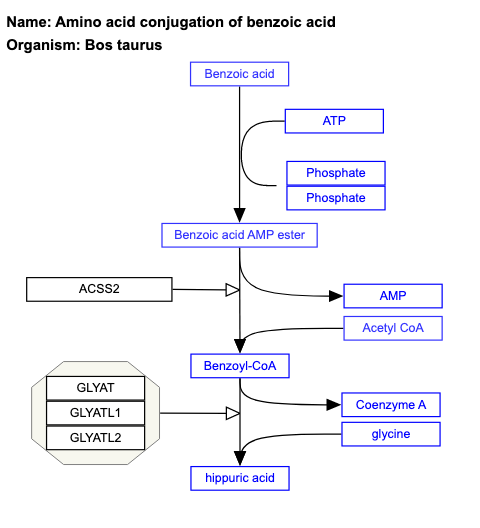 Name: Amino acid conjugation of benzoic acid
Organism: Bos taurus
Benzoic acid
ATP
Phosphate
Phosphate
Benzoic acid AMP ester
ACSS2
AMP
Acetyl CoA
Benzoyl-CoA
GLYAT
GLYATL1
GLYATL2
Coenzyme A
glycine
hippuric acid